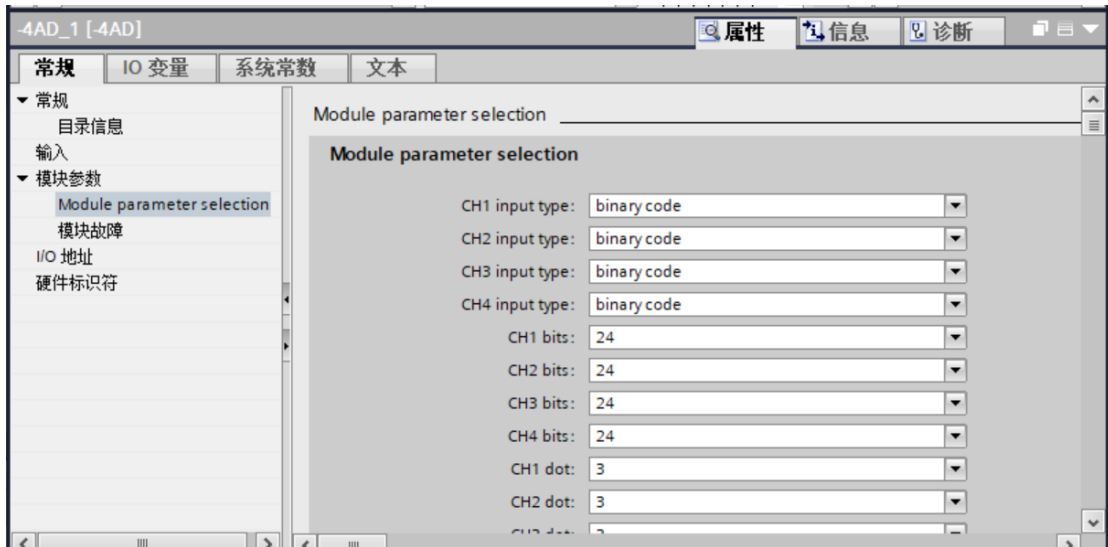 -4AD_1 [-4AD]
属性
信息
诊断
常规
IO 变量
系统常数
文本
常规
目录信息
输入
模块参数
Module parameter selection
模块故障
I/O 地址
硬件标识符
Module parameter selection
Module parameter selection
CH1 input type: binary code
CH2 input type: binary code
CH3 input type: binary code
CH4 input type: binary code
CH1 bits: 24
CH2 bits: 24
CH3 bits: 24
CH4 bits: 24
CH1 dot: 3
CH2 dot: 3